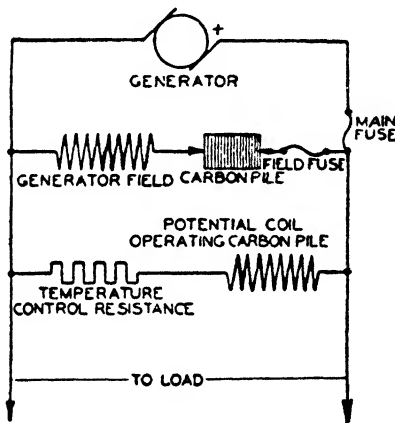 +
GENERATOR
MAIN
FUSE
GENERATOR FIELD
CARBON PILE
FIELD FUSE
POTENTIAL COIL
OPERATING CARBON PILE
TEMPERATURE
CONTROL RESISTANCE
TO LOAD